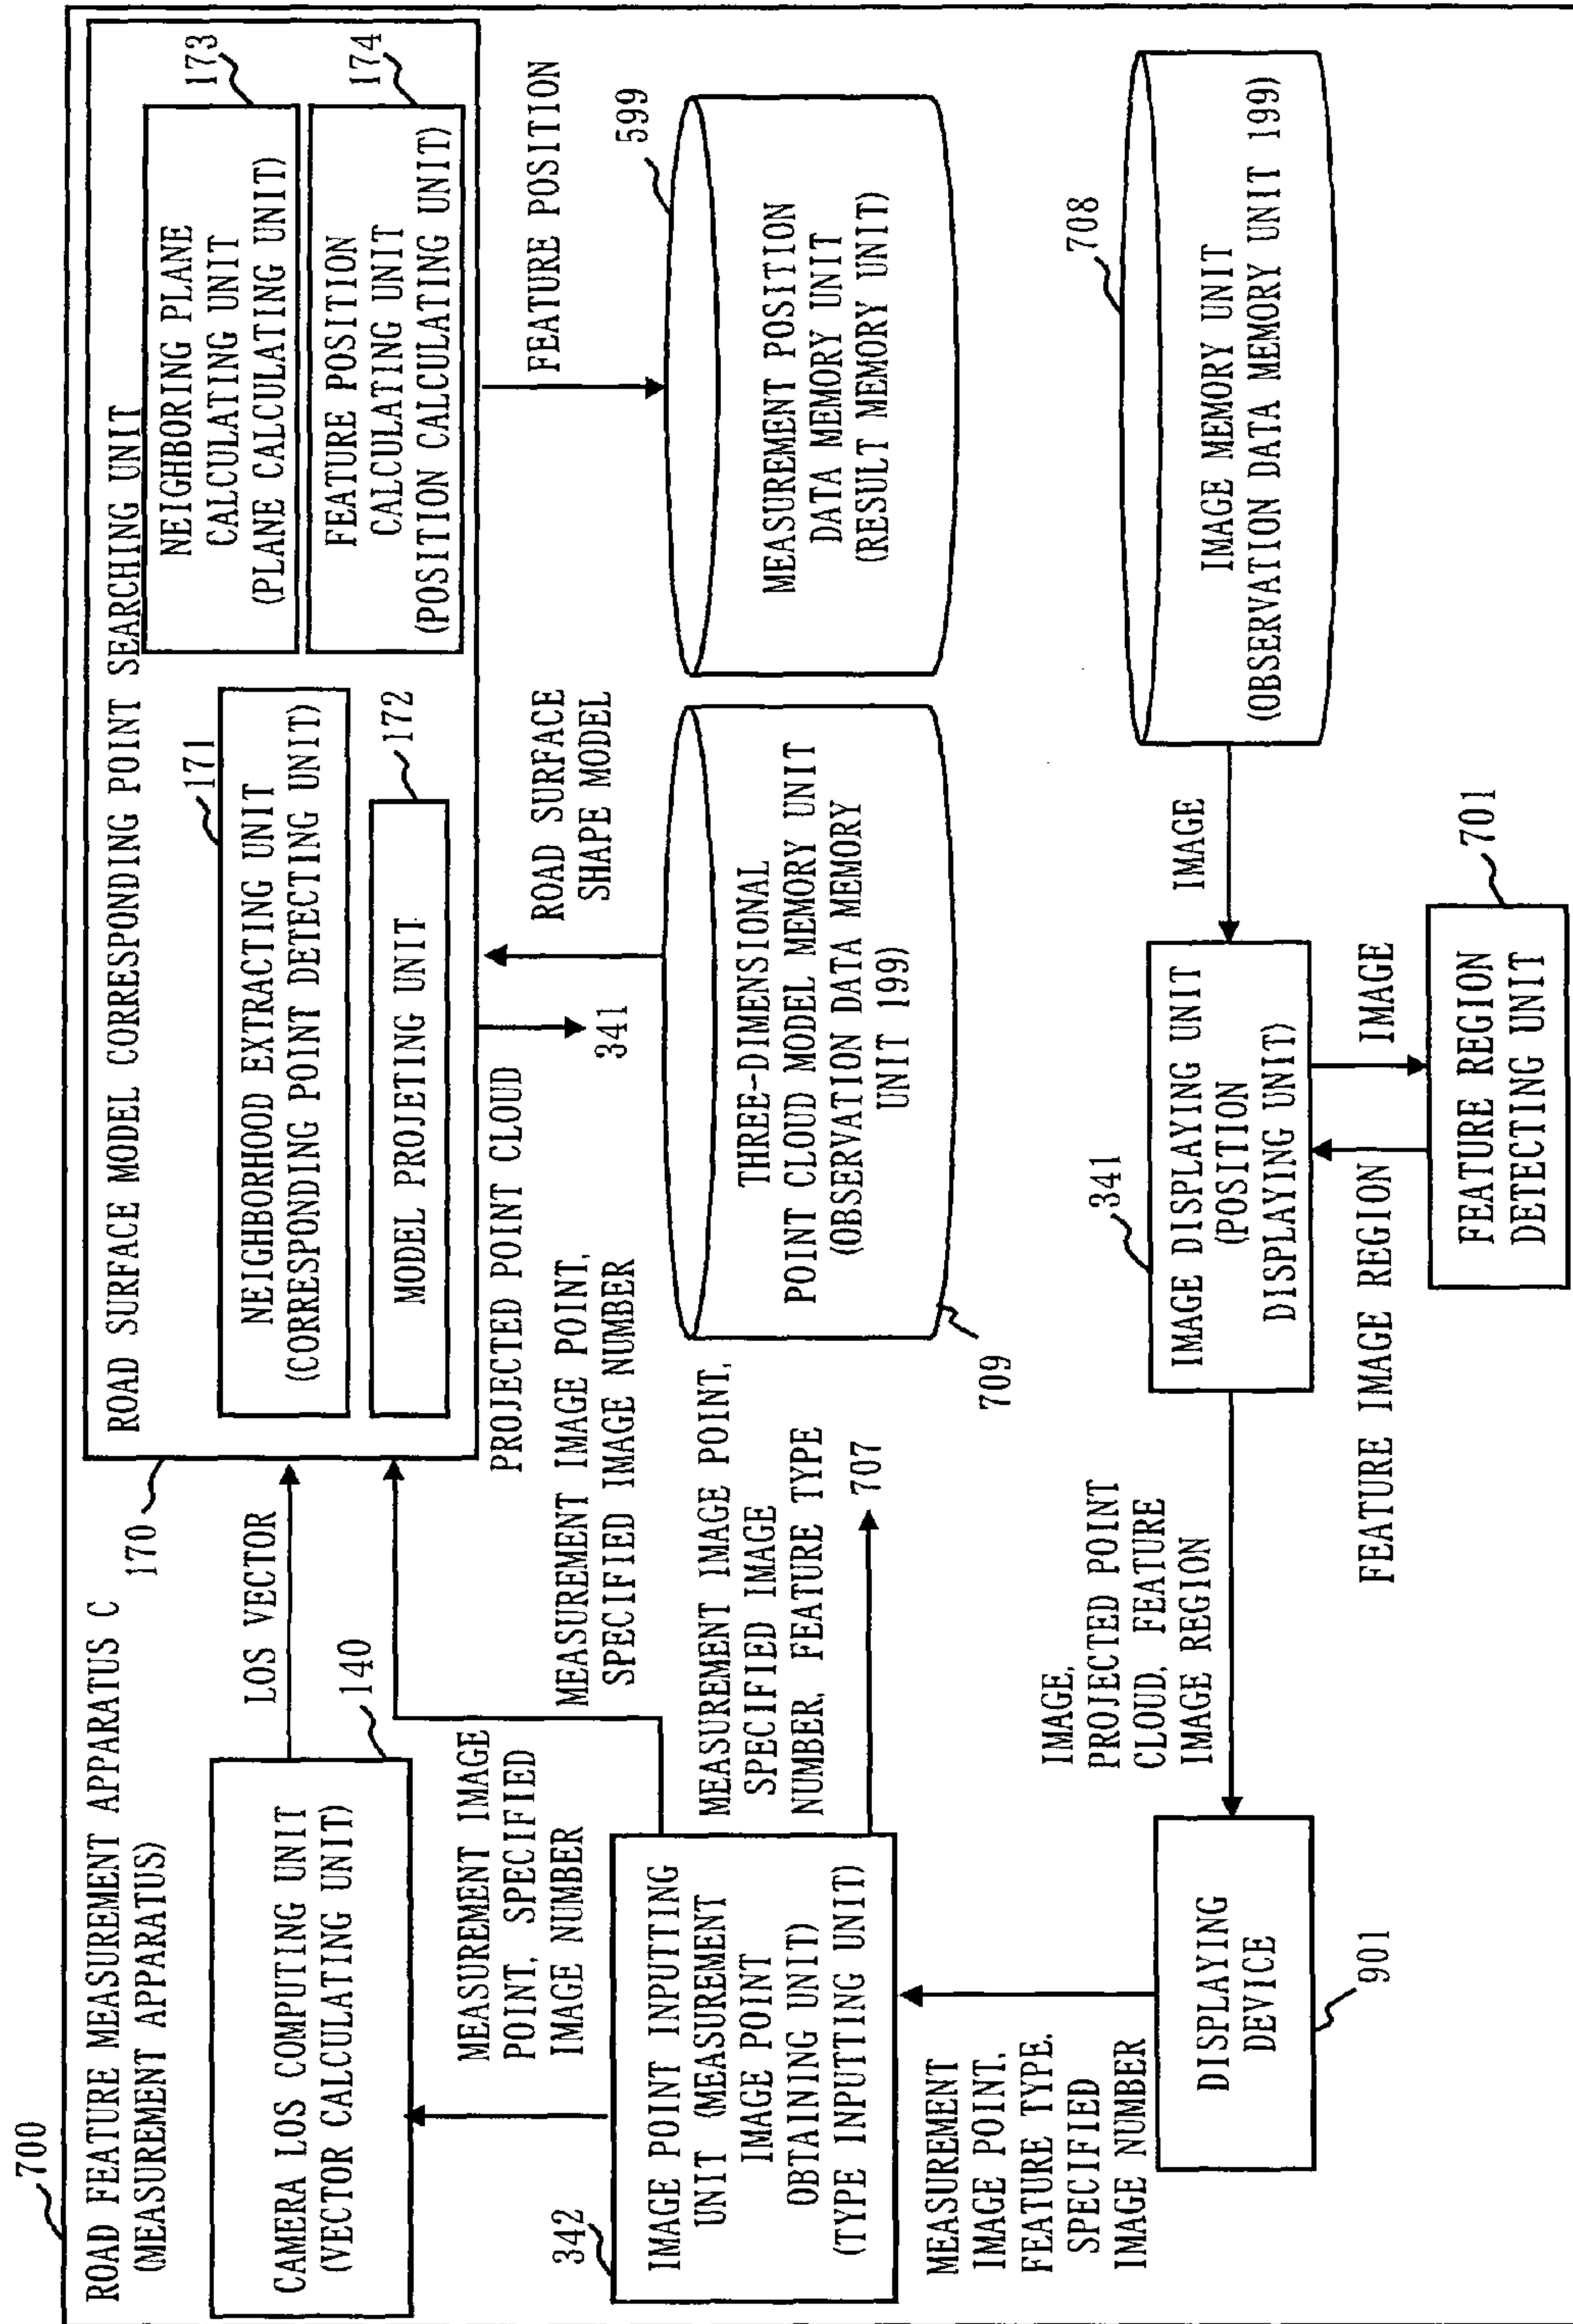 700
ROAD FEATURE MEASUREMENT APPARATUS C
(MEASUREMENT APPARATUS)
CAMERA LOS COMPUTING UNIT
(VECTOR CALCULATING UNIT)
140
LOS VECTOR
170
ROAD SURFACE MODEL CORRESPONDING POINT SEARCHING UNIT
171
NEIGHBORHOOD EXTRACTING UNIT
(CORRESPONDING POINT DETECTING UNIT)
172
MODEL PROJETING UNIT
173
NEIGHBORING PLANE
CALCULATING UNIT
(PLANE CALCULATING UNIT)
174
FEATURE POSITION
CALCULATING UNIT
(POSITION CALCULATING UNIT)
MEASUREMENT IMAGE
POINT, SPECIFIED
IMAGE NUMBER
MEASUREMENT IMAGE POINT,
SPECIFIED IMAGE NUMBER
PROJECTED POINT CLOUD
341
ROAD SURFACE
SHAPE MODEL
FEATURE POSITION
342
IMAGE POINT INPUTTING
UNIT (MEASUREMENT
IMAGE POINT
OBTAINING UNIT)
(TYPE INPUTTING UNIT)
MEASUREMENT IMAGE POINT,
SPECIFIED IMAGE
NUMBER, FEATURE TYPE
707
THREE-DIMENSIONAL
POINT CLOUD MODEL MEMORY UNIT
(OBSERVATION DATA MEMORY
UNIT 199)
709
599
MEASUREMENT POSITION
DATA MEMORY UNIT
(RESULT MEMORY UNIT)
MEASUREMENT
IMAGE POINT,
FEATURE TYPE,
SPECIFIED
IMAGE NUMBER
DISPLAYING
DEVICE
901
IMAGE,
PROJECTED POINT
CLOUD, FEATURE
IMAGE REGION
341
IMAGE DISPLAYING UNIT
(POSITION
DISPLAYING UNIT)
IMAGE
708
IMAGE MEMORY UNIT
(OBSERVATION DATA MEMORY UNIT 199)
FEATURE IMAGE REGION
IMAGE
701
FEATURE REGION
DETECTING UNIT